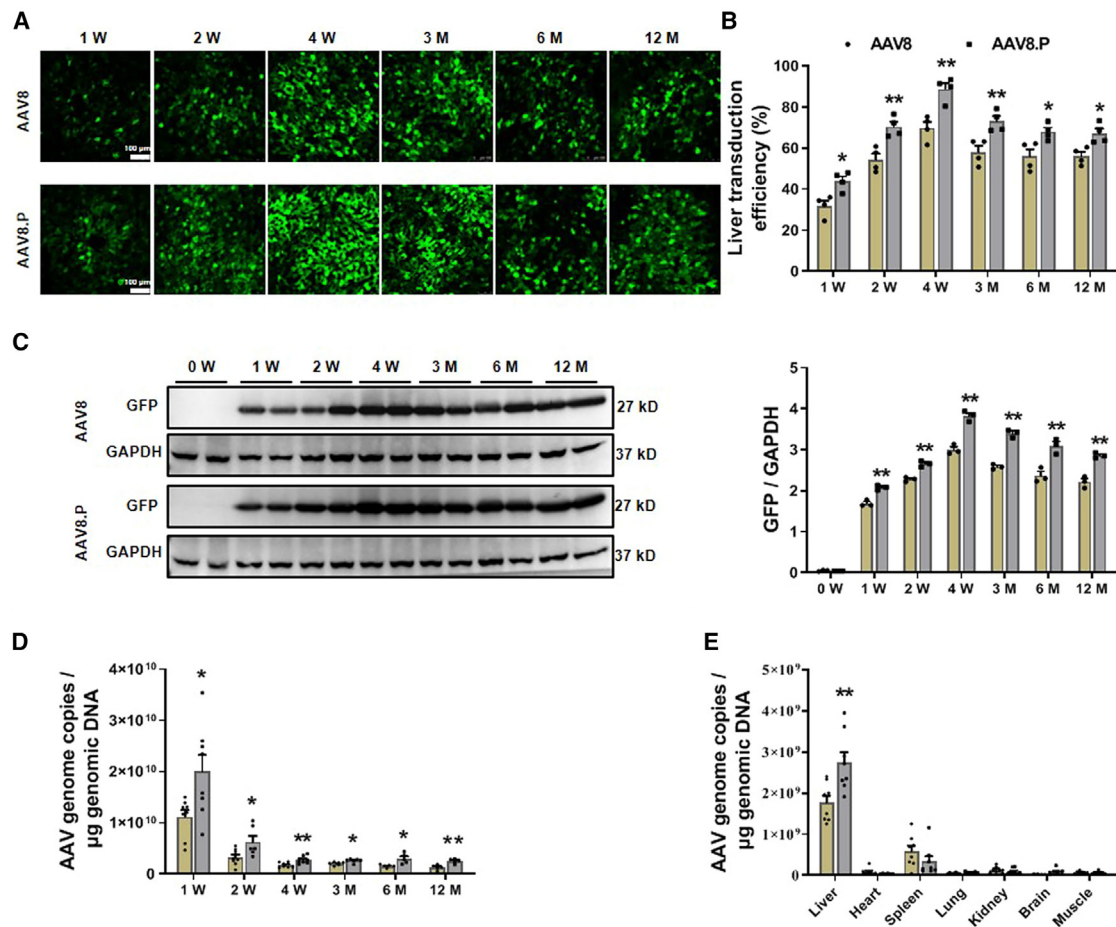 A
1 W 2 W 4 W 3 M 6 M 12 M
AAV8
100 µm
AAV8.P
100 µm
B
AAV8 AAV8.P
Liver transduction
efficiency (%)
100
80
60
40
20
0
* ** ** ** * *
1 W 2 W 4 W 3 M 6 M 12 M
C
0 W 1 W 2 W 4 W 3 M 6 M 12 M
AAV8
GFP 27 kD
GAPDH 37 kD
AAV8.P
GFP 27 kD
GAPDH 37 kD
GFP / GAPDH
5
4
3
2
1
0
** ** ** ** ** **
0 W 1 W 2 W 4 W 3 M 6 M 12 M
D
AAV genome copies /
µg genomic DNA
4×10¹⁰
3×10¹⁰
2×10¹⁰
1×10¹⁰
0
* * ** * * **
1 W 2 W 4 W 3 M 6 M 12 M
E
AAV genome copies /
µg genomic DNA
5×10⁹
4×10⁹
3×10⁹
2×10⁹
1×10⁹
0
**
Liver Heart Spleen Lung Kidney Brain Muscle